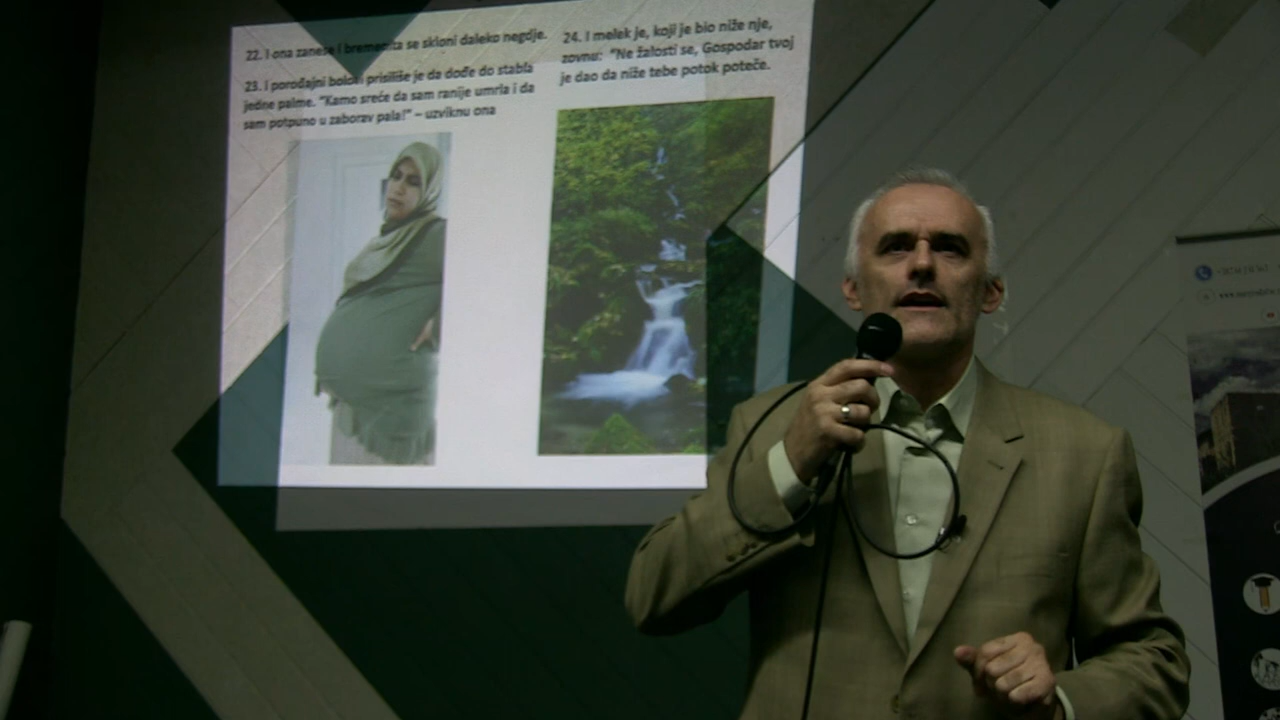 22. I ona zanese i bremenita se skloni daleko negdje.
23. I porođajni bolovi prisiliše je da dođe do stabla
jedne palme. "Kamo sreće da sam ranije umrla i da
sam potpuno u zaborav pala!" – uzviknu ona
24. I melek je, koji je bio niže nje,
zovnu: "Ne žalosti se, Gospodar tvoj
je dao da niže tebe potok poteče.